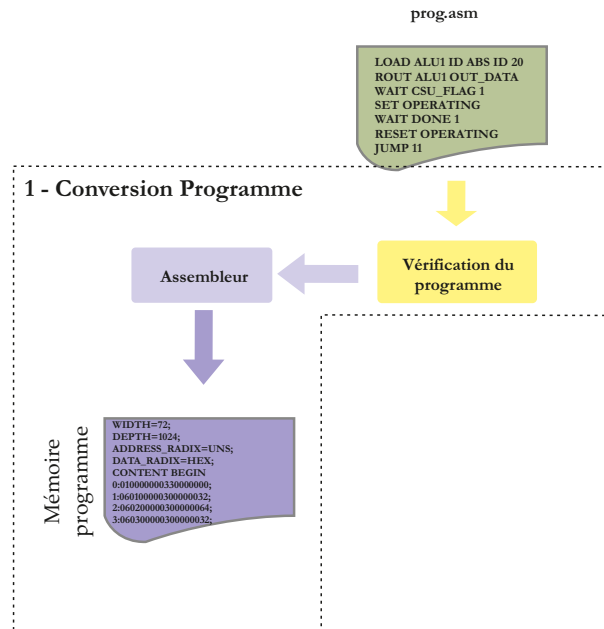 prog.asm
LOAD ALU1 ID ABS ID 20
ROUT ALU1 OUT_DATA
WAIT CSU_FLAG 1
SET OPERATING
WAIT DONE 1
RESET OPERATING
JUMP 11
1 - Conversion Programme
Assembleur
Vérification du
programme
Mémoire
programme
WIDTH=72;
DEPTH=1024;
ADDRESS_RADIX=UNS;
DATA_RADIX=HEX;
CONTENT BEGIN
0:010000000330000000;
1:060100000300000032;
2:060200000300000064;
3:060300000300000032;